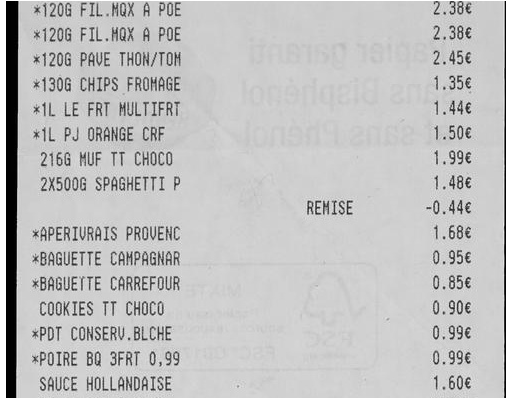 *120G FIL.MQX A POE 2.38€
*120G FIL.MQX A POE 2.38€
*120G PAVE THON/TOM 2.45€
*130G CHIPS FROMAGE 1.35€
*1L LE FRT MULTIFRT 1.44€
*1L PJ ORANGE CRF 1.50€
216G MUF TT CHOCO 1.99€
2X500G SPAGHETTI P 1.48€
REMISE -0.44€
*APERIVRAIS PROVENC 1.68€
*BAGUETTE CAMPAGNAR 0.95€
*BAGUETTE CARREFOUR 0.85€
COOKIES TT CHOCO 0.90€
*PDT CONSERV.BLCHE 0.99€
*POIRE BQ 3FRT 0,99 0.99€
SAUCE HOLLANDAISE 1.60€
Papier garanti
sans Bisphénol
et sans Phénol
MIXTE
FSC